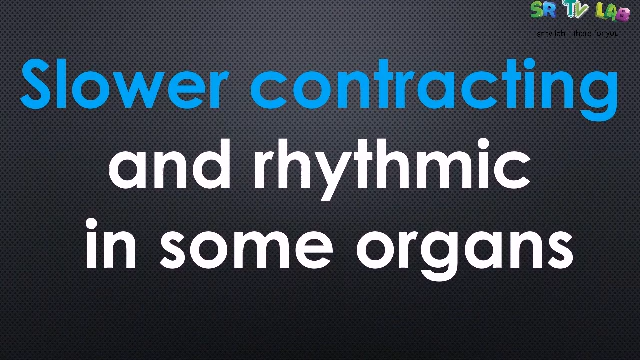 SR TV LAB
Slower contracting
and rhythmic
in some organs